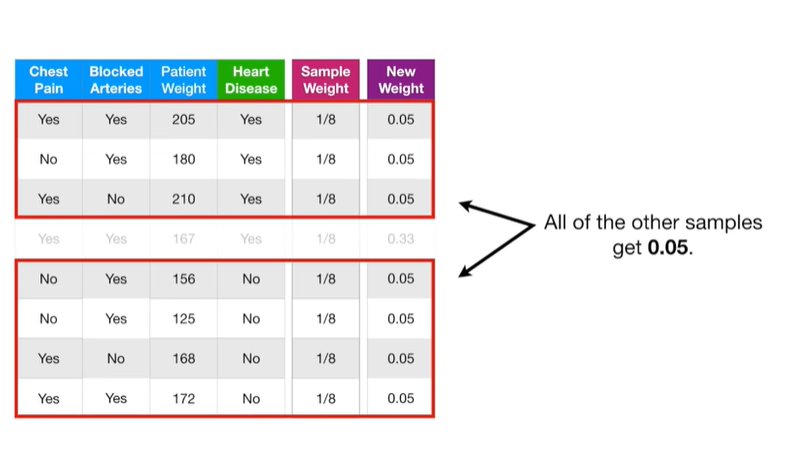 Chest Pain Blocked Arteries Patient Weight Heart Disease Sample Weight New Weight
Yes Yes 205 Yes 1/8 0.05
No Yes 180 Yes 1/8 0.05
Yes No 210 Yes 1/8 0.05
Yes Yes 167 Yes 1/8 0.33
No Yes 156 No 1/8 0.05
No Yes 125 No 1/8 0.05
Yes No 168 No 1/8 0.05
Yes Yes 172 No 1/8 0.05
All of the other samples
get 0.05.